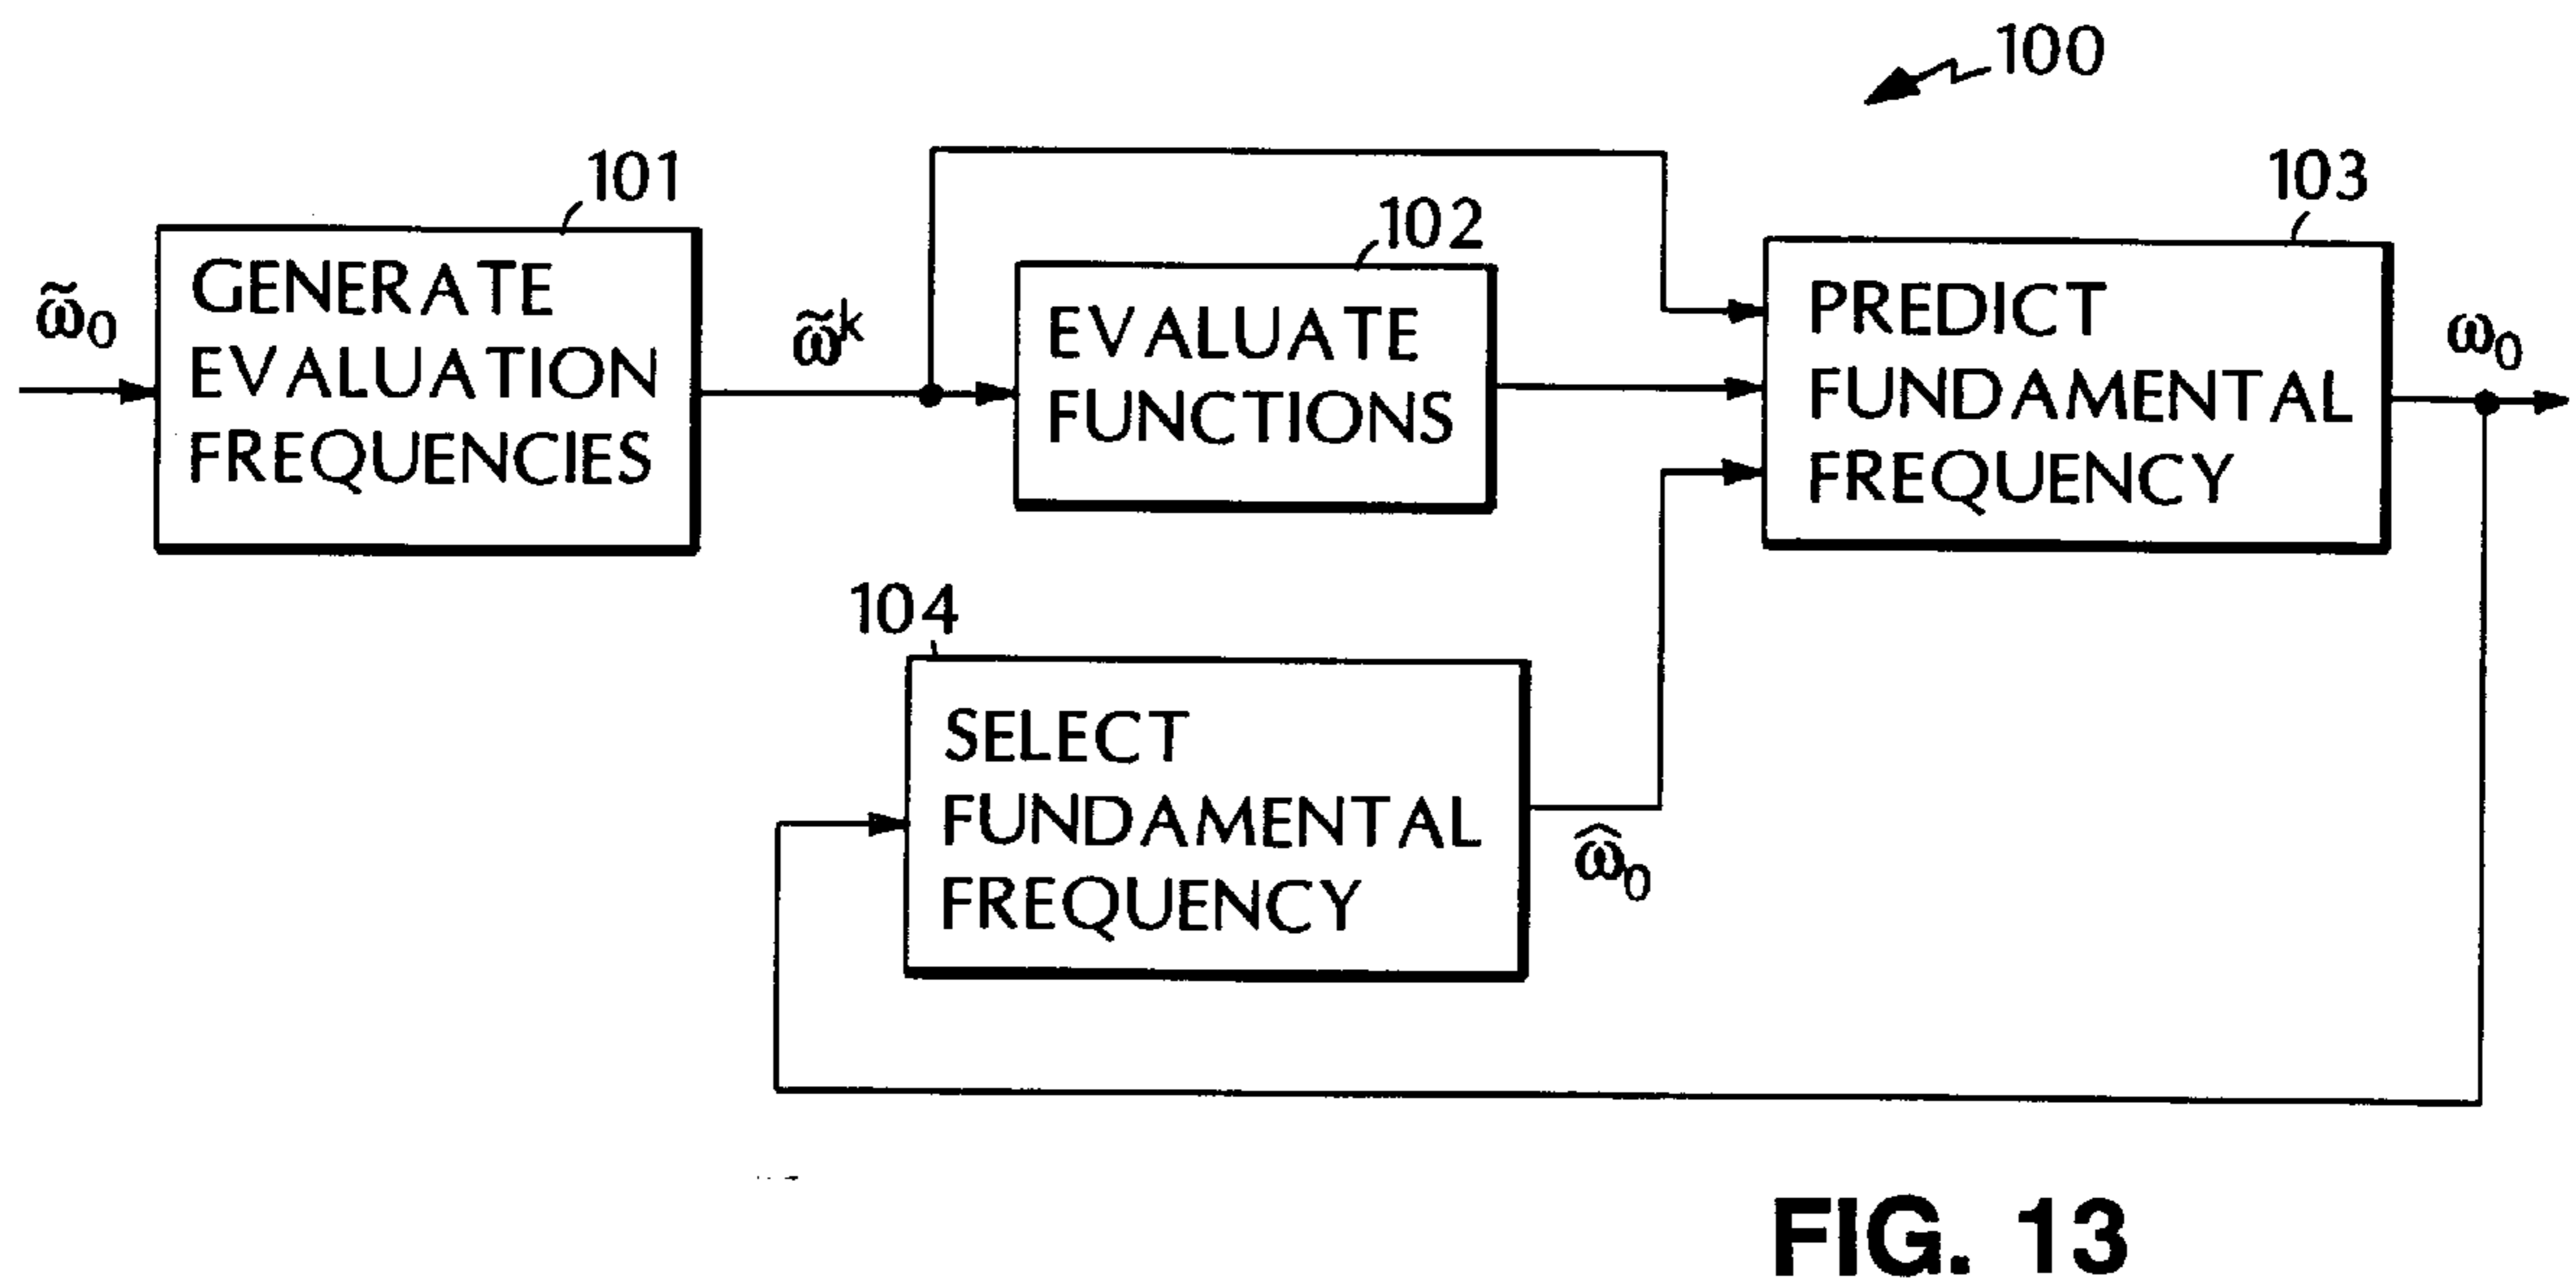 100
101
GENERATE
EVALUATION
FREQUENCIES
ω̃₀
ω̃ᵏ
102
EVALUATE
FUNCTIONS
103
PREDICT
FUNDAMENTAL
FREQUENCY
ω₀
104
SELECT
FUNDAMENTAL
FREQUENCY
ω̂₀
FIG. 13